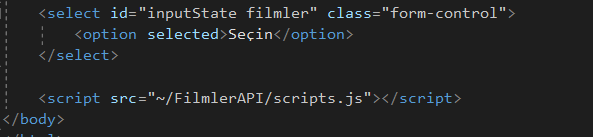 <select id="inputState filmler" class="form-control">
<option selected>Seçin</option>
</select>
<script src="~/FilmlerAPI/scripts.js"></script>
</body>